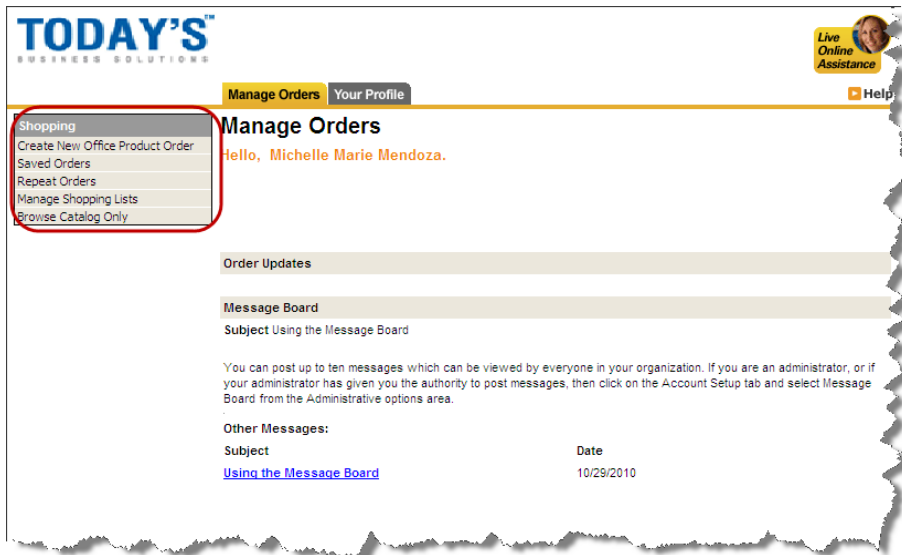 TODAY'S™
BUSINESS SOLUTIONS
Live
Online
Assistance
Manage Orders
Your Profile
Help
Shopping
Create New Office Product Order
Saved Orders
Repeat Orders
Manage Shopping Lists
Browse Catalog Only
Manage Orders
Hello, Michelle Marie Mendoza.
Order Updates
Message Board
Subject Using the Message Board
You can post up to ten messages which can be viewed by everyone in your organization. If you are an administrator, or if
your administrator has given you the authority to post messages, then click on the Account Setup tab and select Message
Board from the Administrative options area.
Other Messages:
Subject Date
Using the Message Board 10/29/2010